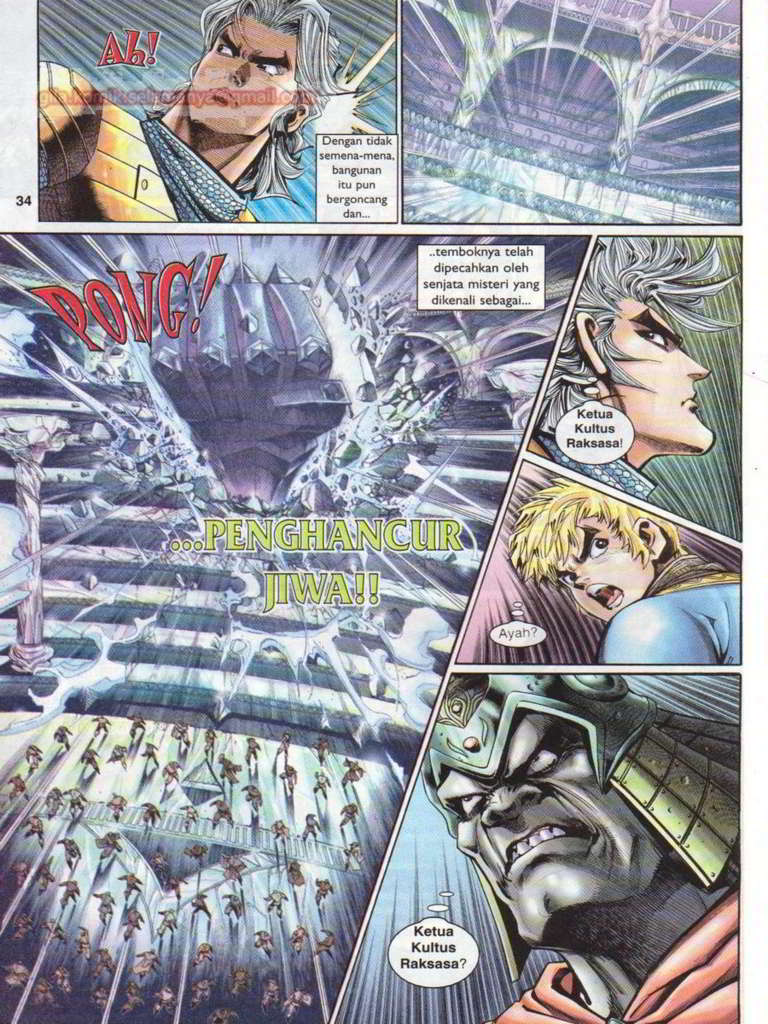 Ah!
Dengan tidak
semena-mena,
bangunan
itu pun
bergoncang
dan...
34
PONG!
..temboknya telah
dipecahkan oleh
senjata misteri yang
dikenali sebagai...
...PENGHANCUR
JIWA!!
Ketua
Kultus
Raksasa!
Ayah?
Ketua
Kultus
Raksasa?